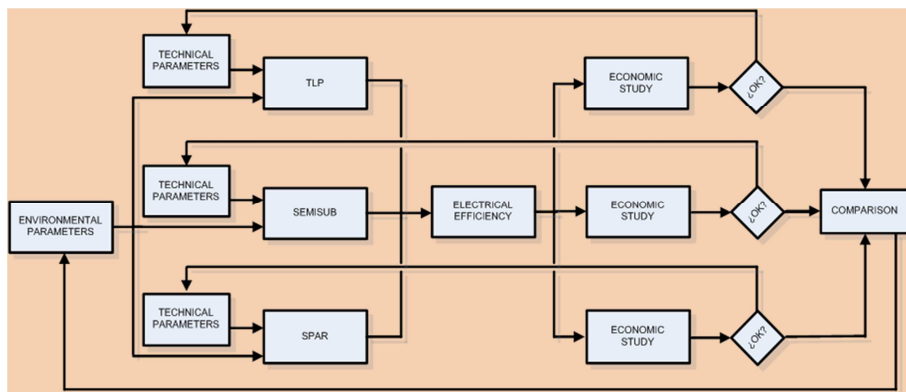 TECHNICAL
PARAMETERS
TLP
ECONOMIC
STUDY
¿OK?
TECHNICAL
PARAMETERS
SEMISUB
ELECTRICAL
EFFICIENCY
ECONOMIC
STUDY
¿OK?
ENVIRONMENTAL
PARAMETERS
COMPARISON
TECHNICAL
PARAMETERS
SPAR
ECONOMIC
STUDY
¿OK?